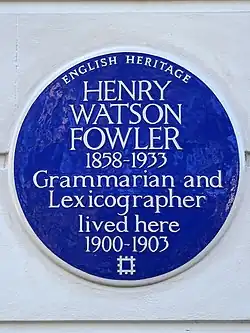 ENGLISH HERITAGE
HENRY
WATSON
FOWLER
1858-1933
Grammarian and
Lexicographer
lived here
1900-1903